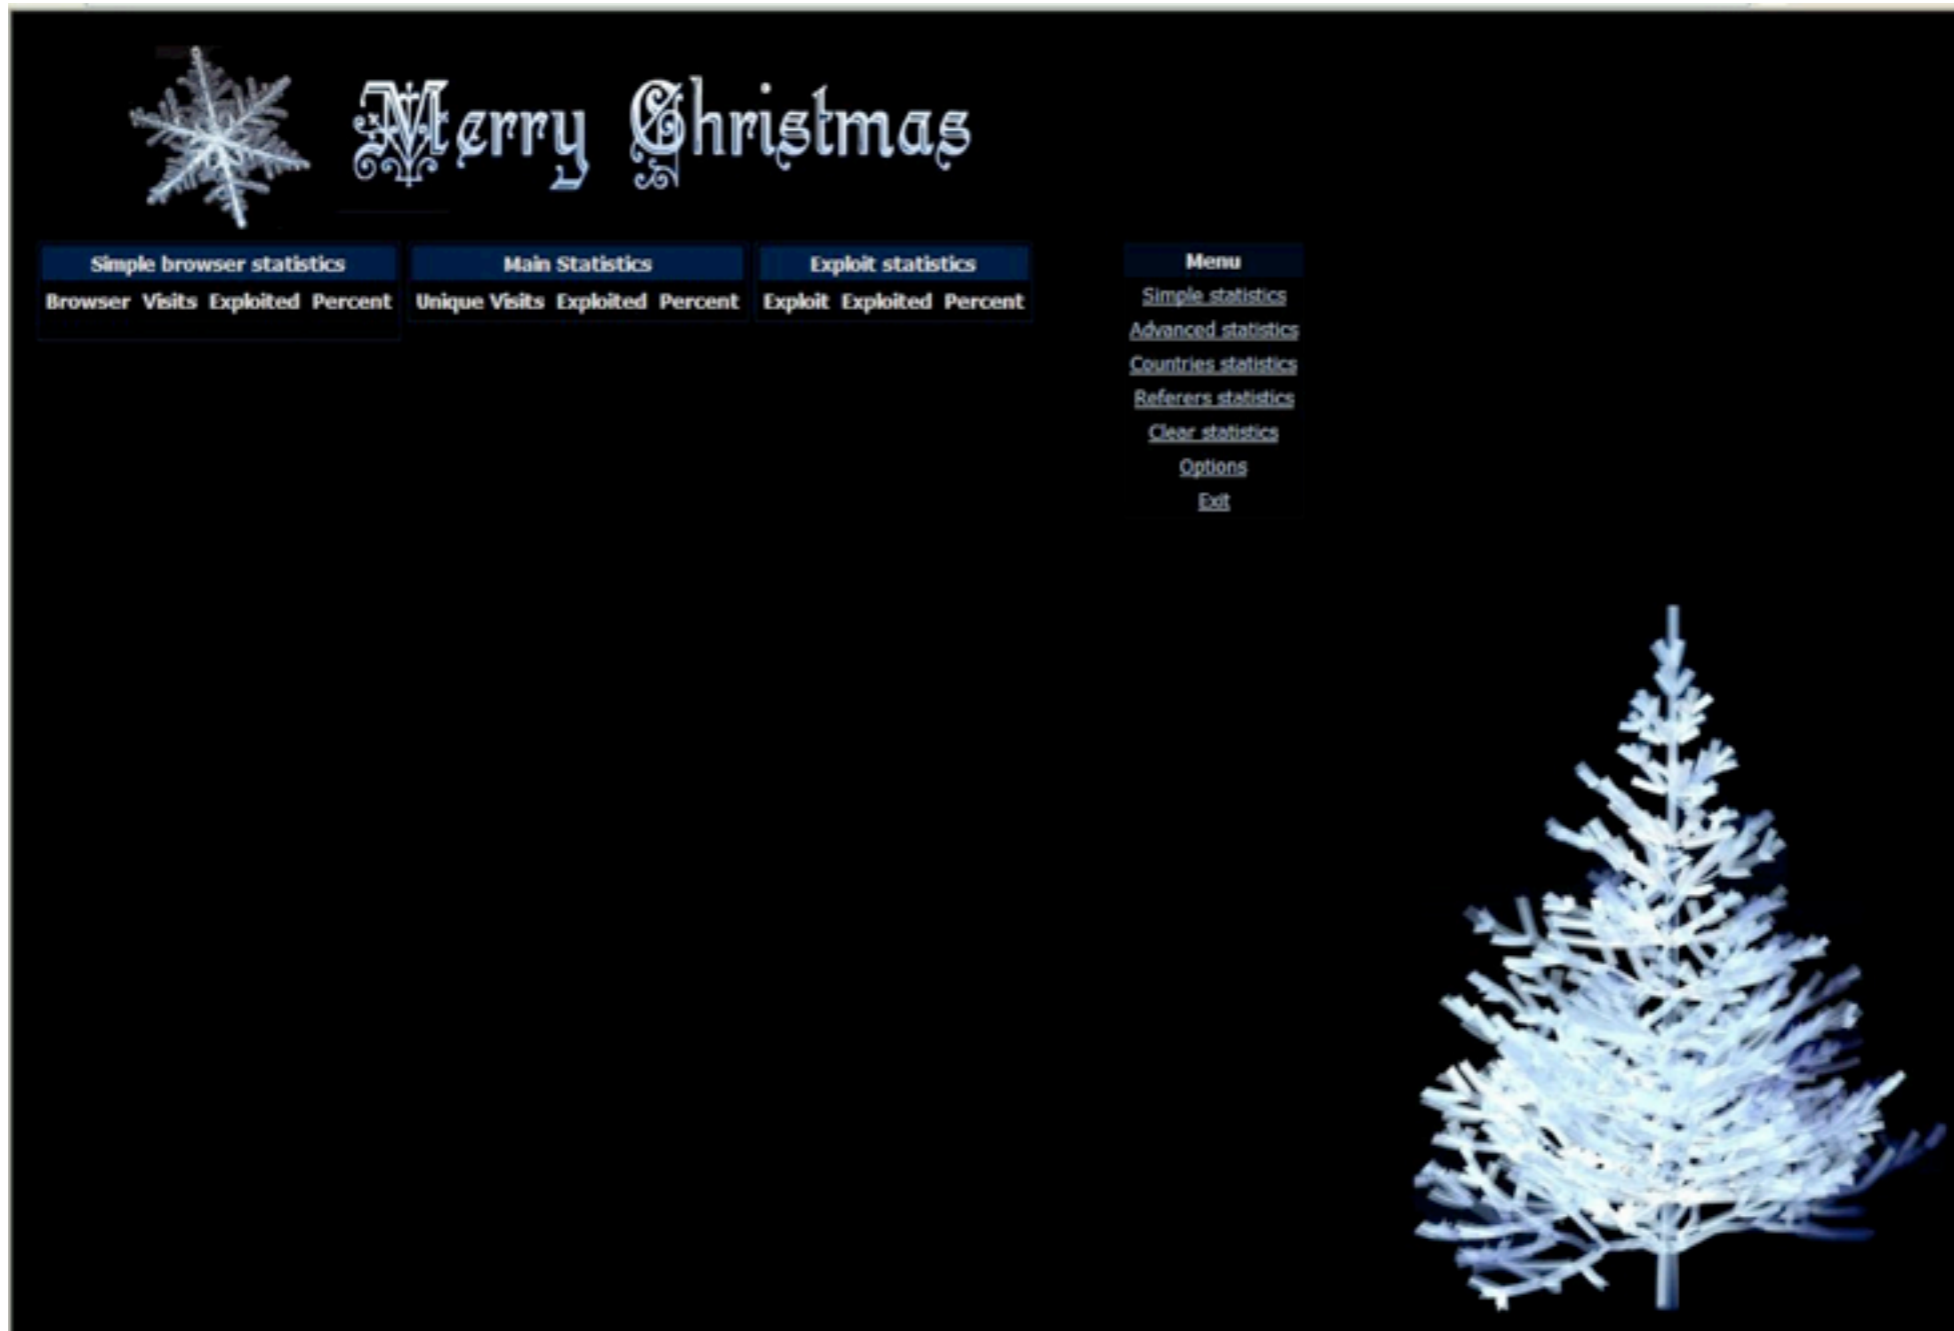 Merry Christmas
Simple browser statistics
Browser Visits Exploited Percent
Main Statistics
Unique Visits Exploited Percent
Exploit statistics
Exploit Exploited Percent
Menu
Simple statistics
Advanced statistics
Countries statistics
Referers statistics
Clear statistics
Options
Exit